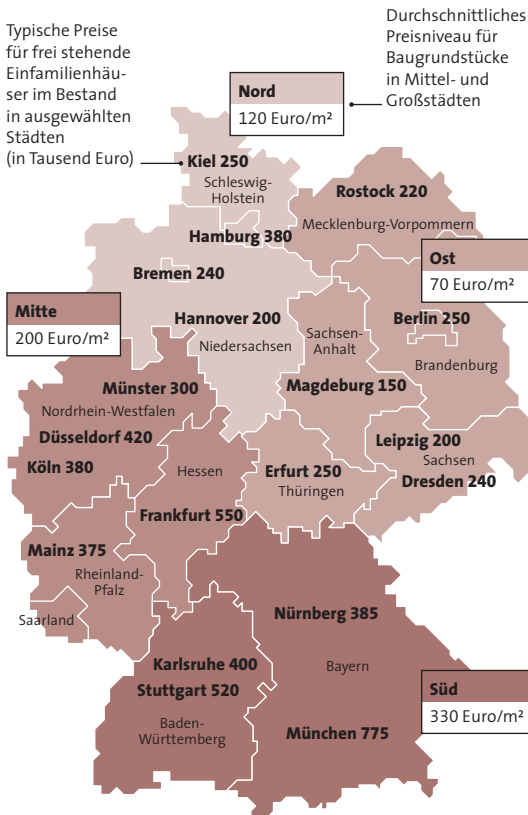 Typische Preise
für frei stehende
Einfamilienhäu-
ser im Bestand
in ausgewählten
Städten
(in Tausend Euro)
Durchschnittliches
Preisniveau für
Baugrundstücke
in Mittel- und
Großstädten
Nord
120 Euro/m²
Kiel 250
Schleswig-
Holstein
Rostock 220
Mecklenburg-Vorpommern
Hamburg 380
Bremen 240
Ost
70 Euro/m²
Mitte
200 Euro/m²
Hannover 200
Niedersachsen
Sachsen-
Anhalt
Berlin 250
Brandenburg
Münster 300
Nordrhein-Westfalen
Magdeburg 150
Düsseldorf 420
Köln 380
Hessen
Erfurt 250
Thüringen
Leipzig 200
Sachsen
Dresden 240
Frankfurt 550
Mainz 375
Rheinland-
Pfalz
Saarland
Nürnberg 385
Karlsruhe 400
Stuttgart 520
Bayern
Baden-
Württemberg
München 775
Süd
330 Euro/m²